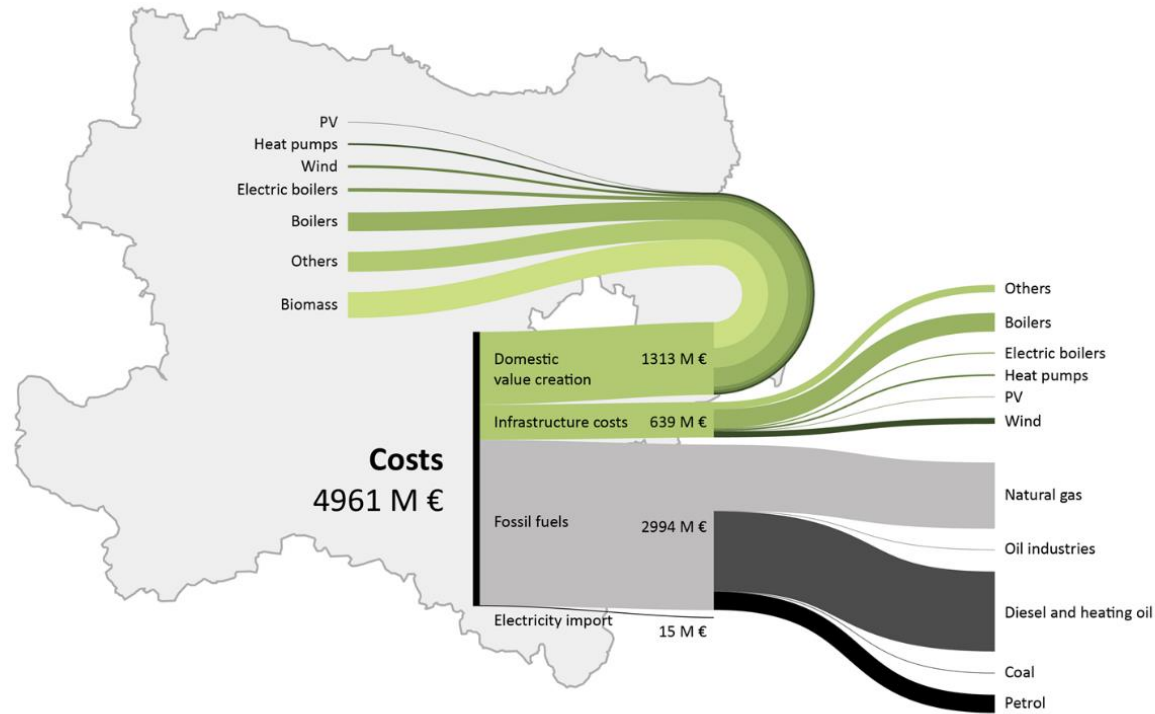 PV
Heat pumps
Wind
Electric boilers
Boilers
Others
Biomass
Domestic
value creation
1313 M €
Infrastructure costs
639 M €
Costs
4961 M €
Fossil fuels
2994 M €
Electricity import
15 M €
Others
Boilers
Electric boilers
Heat pumps
PV
Wind
Natural gas
Oil industries
Diesel and heating oil
Coal
Petrol